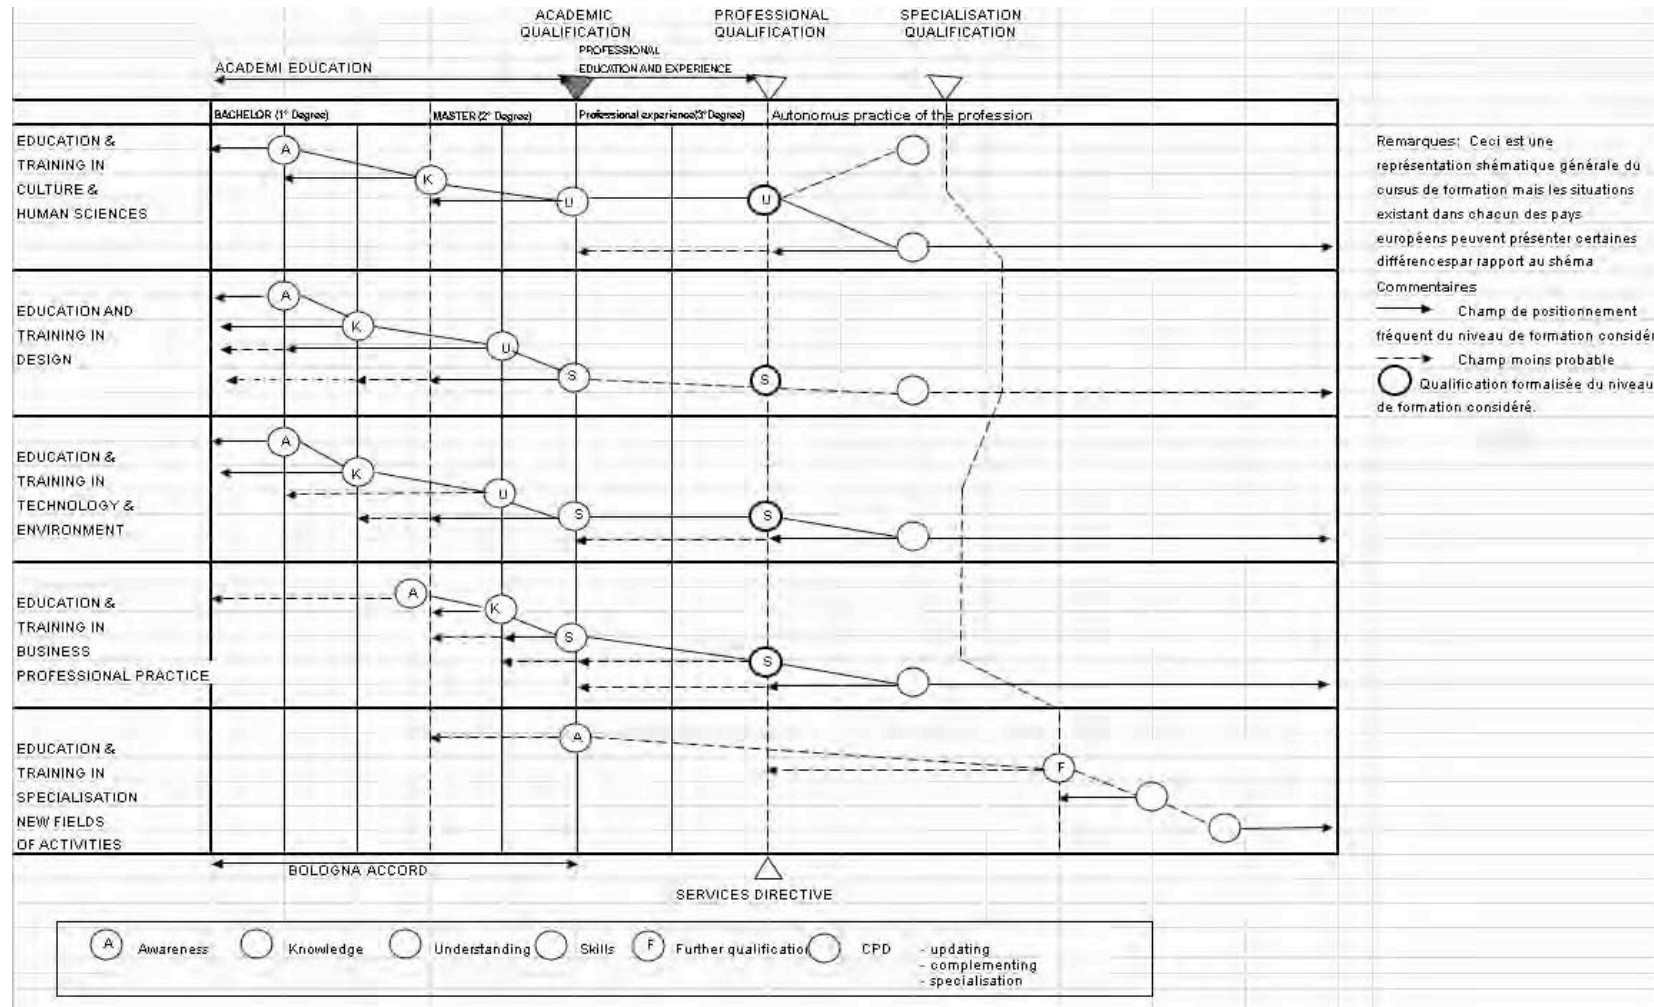 ACADEMIC
QUALIFICATION
PROFESSIONAL
QUALIFICATION
SPECIALISATION
QUALIFICATION
ACADEMI EDUCATION
PROFESSIONAL
EDUCATION AND EXPERIENCE
BACHELOR (1° Degree)
MASTER (2° Degree)
Professional experience(3°Degree)
Autonomus practice of the profession
EDUCATION &
TRAINING IN
CULTURE &
HUMAN SCIENCES
A
K
U
U
EDUCATION AND
TRAINING IN
DESIGN
A
K
U
S
S
EDUCATION &
TRAINING IN
TECHNOLOGY &
ENVIRONMENT
A
K
U
S
S
EDUCATION &
TRAINING IN
BUSINESS
PROFESSIONAL PRACTICE
A
K
S
S
EDUCATION &
TRAINING IN
SPECIALISATION
NEW FIELDS
OF ACTIVITIES
A
F
BOLOGNA ACCORD
SERVICES DIRECTIVE
Remarques: Ceci est une
représentation shématique générale du
cursus de formation mais les situations
existant dans chacun des pays
européens peuvent présenter certaines
différencespar rapport au shéma
Commentaires
Champ de positionnement
fréquent du niveau de formation considér
Champ moins probable
Qualification formalisée du niveau
de formation considéré.
A Awareness
Knowledge
Understanding
Skills
F Further qualification
CPD
- updating
- complementing
- specialisation